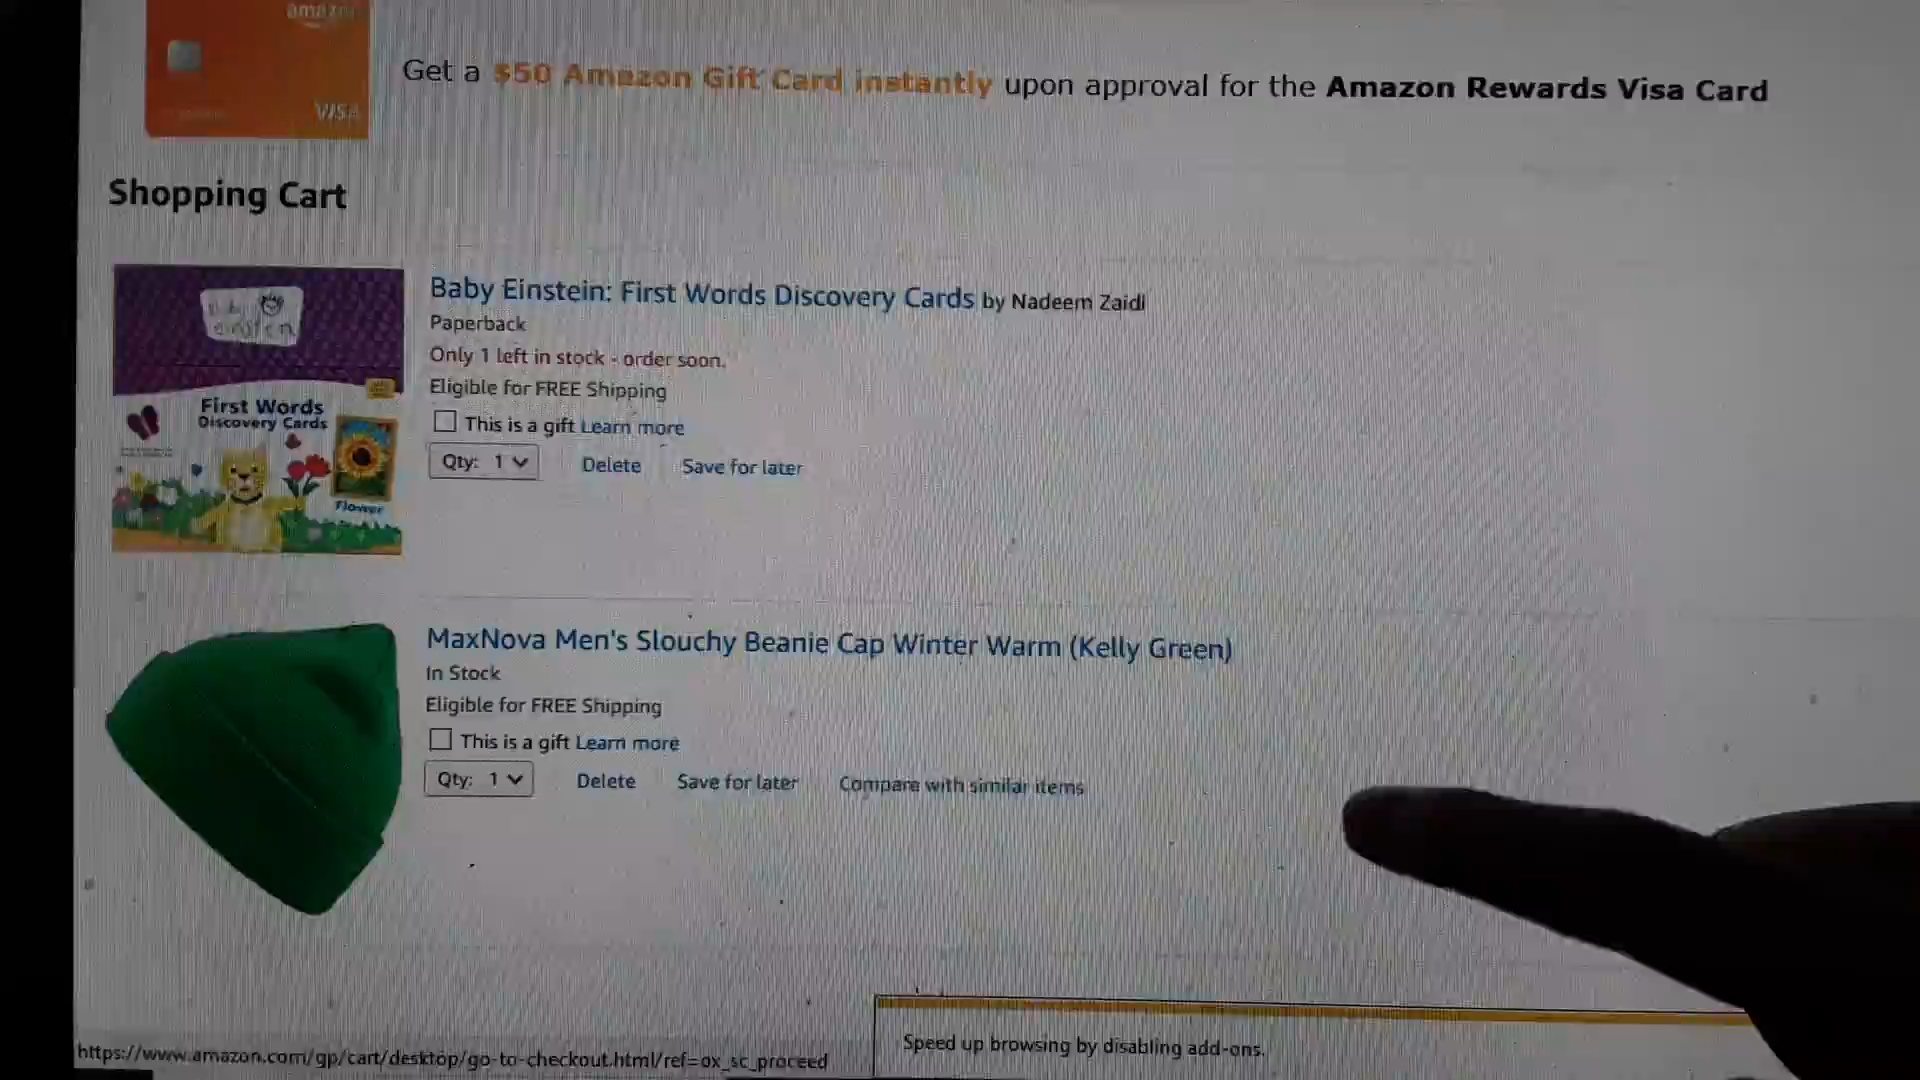 amazon
VISA
Get a $50 Amazon Gift Card instantly upon approval for the Amazon Rewards Visa Card
Shopping Cart
baby
einstein
First Words
Discovery Cards
Flower
Baby Einstein: First Words Discovery Cards by Nadeem Zaidi
Paperback
Only 1 left in stock - order soon.
Eligible for FREE Shipping
This is a gift Learn more
Qty: 1 Delete Save for later
MaxNova Men's Slouchy Beanie Cap Winter Warm (Kelly Green)
In Stock
Eligible for FREE Shipping
This is a gift Learn more
Qty: 1 Delete Save for later Compare with similar items
https://www.amazon.com/gp/cart/desktop/go-to-checkout.html/ref=ox_sc_proceed
Speed up browsing by disabling add-ons.